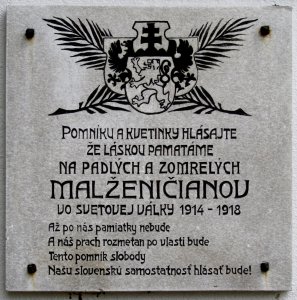 POMNÍKU A KVETINKY HLÁSAJTE
ŽE LÁSKOU PAMATÁME
NA PADLÝCH A ZOMRELÝCH
MALŽENIČIANOU
VO SVETOVEJ VÁLKY 1914 - 1918
Až po nás pamiatky nebude
A náš prach rozmetan po vlasti bude
Tento pomník slobody
Našu slovenskú samostatnosť hlásať bude!